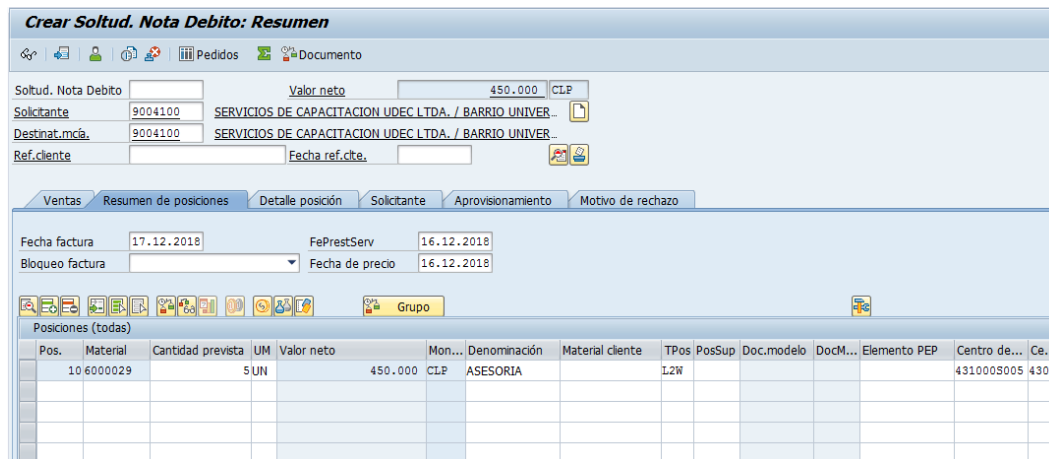 Crear Soltud. Nota Debito: Resumen
Pedidos Documento
Soltud. Nota Debito Valor neto 450.000 CLP
Solicitante 9004100 SERVICIOS DE CAPACITACION UDEC LTDA. / BARRIO UNIVER…
Destinat.mcía. 9004100 SERVICIOS DE CAPACITACION UDEC LTDA. / BARRIO UNIVER…
Ref.cliente Fecha ref.clte.
Ventas Resumen de posiciones Detalle posición Solicitante Aprovisionamiento Motivo de rechazo
Fecha factura 17.12.2018 FePrestServ 16.12.2018
Bloqueo factura Fecha de precio 16.12.2018
Grupo
Posiciones (todas)
Pos. Material Cantidad prevista UM Valor neto Mon... Denominación Material cliente TPos PosSup Doc.modelo DocM... Elemento PEP Centro de... Ce.
10 6000029 5 UN 450.000 CLP ASESORIA L2W 431000S005 430